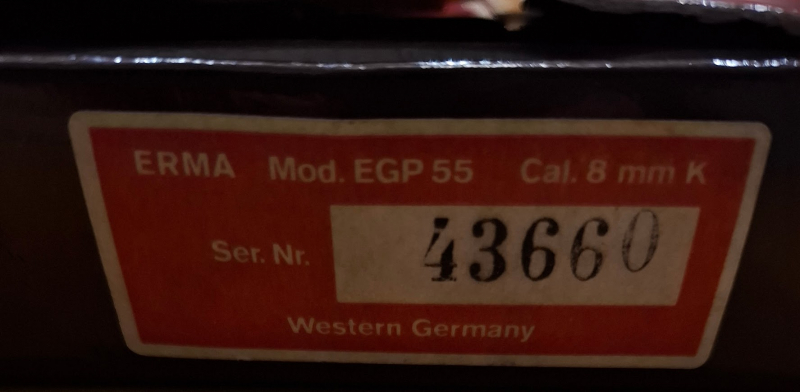 ERMA Mod. EGP 55 Cal. 8 mm K
Ser. Nr. 43660
Western Germany